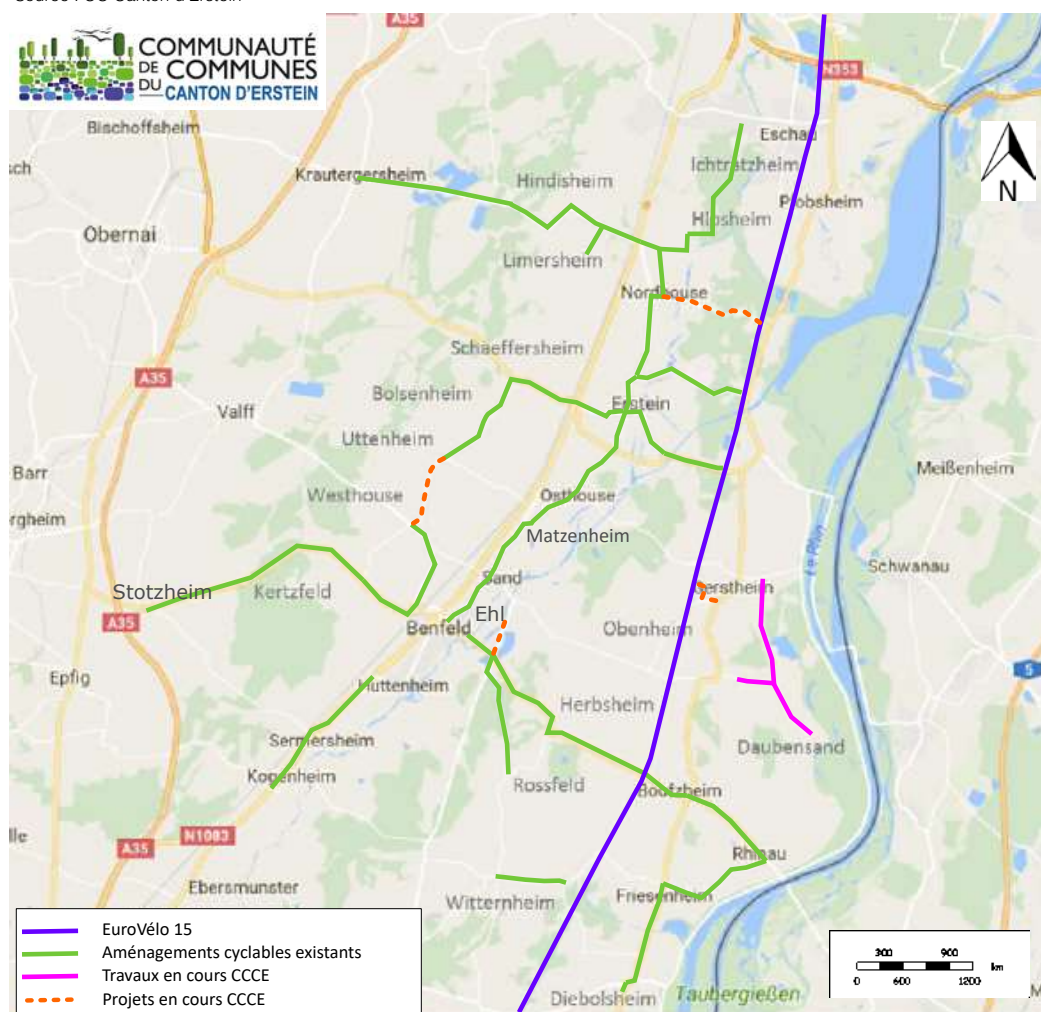 COMMUNAUTÉ
DE COMMUNES
DU CANTON D'ERSTEIN
A35
N353
Bischoffsheim
Eschau
Ichtratzheim
N
Krautergersheim
Hindisheim
Plobsheim
Hipsheim
Obernai
Limersheim
Nordhouse
Schaeffersheim
A35
Bolsenheim
Erstein
Valff
Uttenheim
Barr
Meißenheim
Westhouse
Osthouse
Matzenheim
Le Rhin
Schwanau
Sand
Stotzheim
Kertzfeld
Gerstheim
Ehl
A35
Benfeld
Obenheim
5
Epfig
Huttenheim
Herbsheim
Sermersheim
Daubensand
Kogenheim
Rossfeld
Boofzheim
N1083
A35
Rhinau
Ebersmunster
Witternheim
Friesenheim
EuroVélo 15
Aménagements cyclables existants
Travaux en cours CCCE
Projets en cours CCCE
300 900
0 600 1200 km
Diebolsheim
Taubergießen